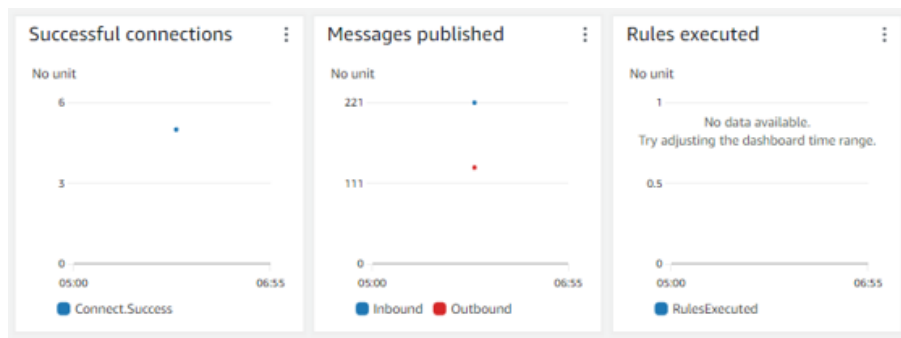 Successful connections
No unit
6
3
0
05:00 06:55
Connect.Success
Messages published
No unit
221
111
0
05:00 06:55
Inbound Outbound
Rules executed
No unit
1
No data available.
Try adjusting the dashboard time range.
0.5
0
05:00 06:55
RulesExecuted